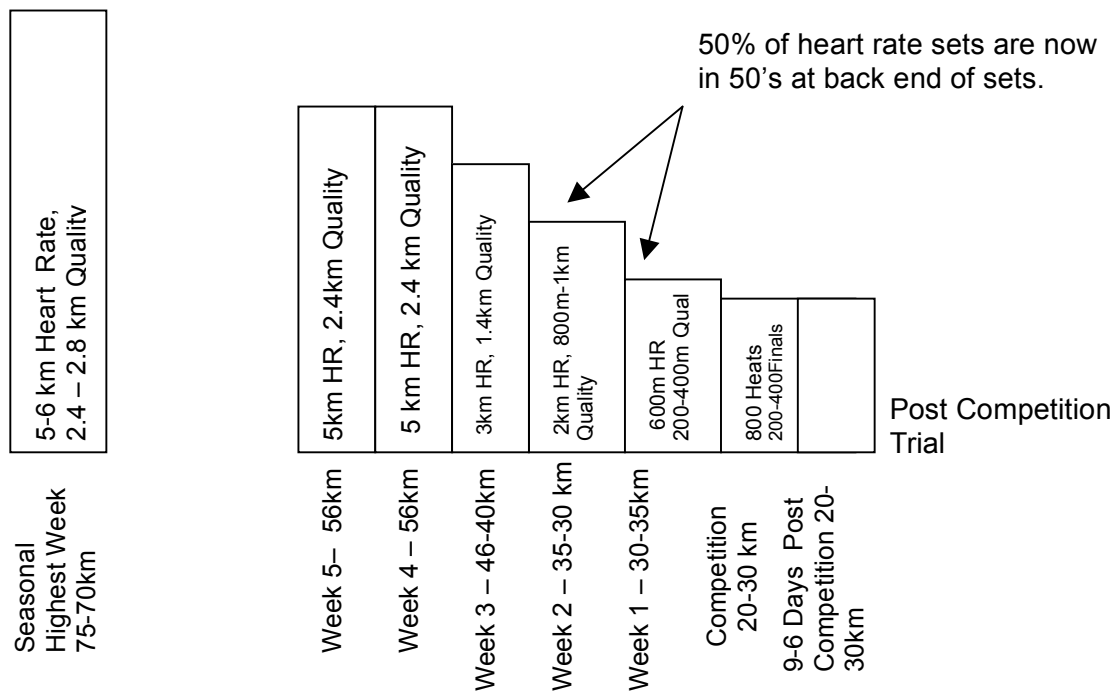 50% of heart rate sets are now
in 50's at back end of sets.
5-6 km Heart Rate,
2.4 – 2.8 km Quality
5km HR, 2.4km Quality
5 km HR, 2.4 km Quality
3km HR, 1.4km Quality
2km HR, 800m-1km
Quality
600m HR
200-400m Qual
800 Heats
200-400Finals
Post Competition
Trial
Seasonal
Highest Week
75-70km
Week 5– 56km
Week 4 – 56km
Week 3 – 46-40km
Week 2 – 35-30 km
Week 1 – 30-35km
Competition
20-30 km
9-6 Days Post
Competition 20-
30km